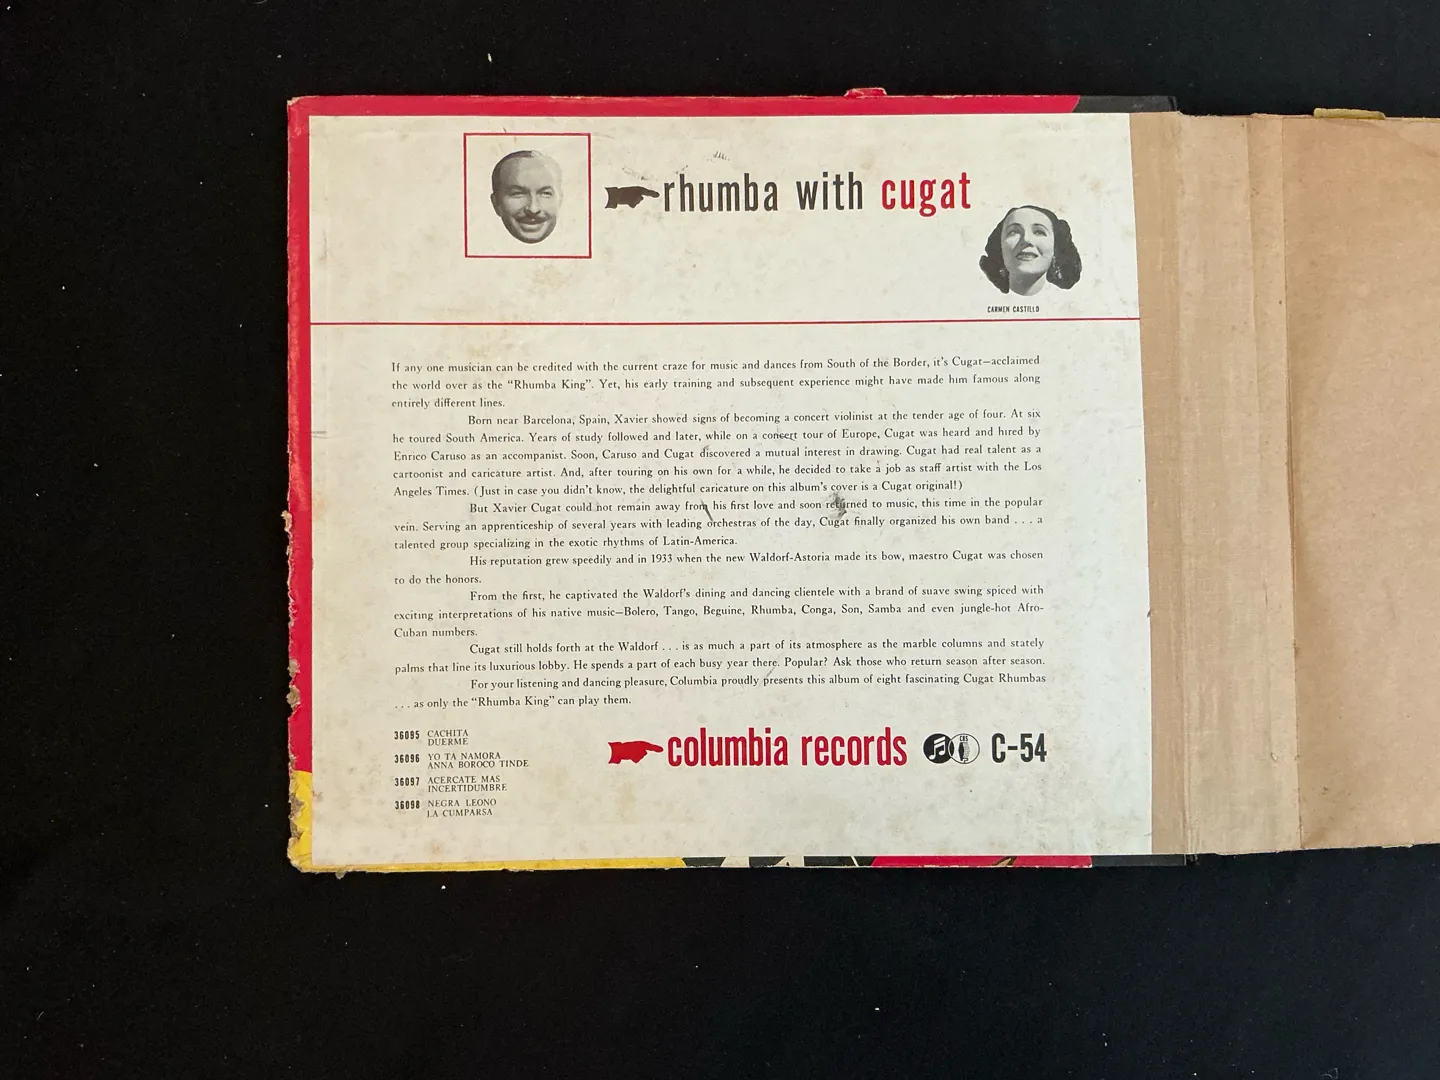 rhumba with cugat
CARMEN CASTILLO
If any one musician can be credited with the current craze for music and dances from South of the Border, it's Cugat—acclaimed
the world over as the "Rhumba King". Yet, his early training and subsequent experience might have made him famous along
entirely different lines.
Born near Barcelona, Spain, Xavier showed signs of becoming a concert violinist at the tender age of four. At six
he toured South America. Years of study followed and later, while on a concert tour of Europe, Cugat was heard and hired by
Enrico Caruso as an accompanist. Soon, Caruso and Cugat discovered a mutual interest in drawing. Cugat had real talent as a
cartoonist and caricature artist. And, after touring on his own for a while, he decided to take a job as staff artist with the Los
Angeles Times. (Just in case you didn't know, the delightful caricature on this album's cover is a Cugat original!)
But Xavier Cugat could not remain away from his first love and soon returned to music, this time in the popular
vein. Serving an apprenticeship of several years with leading orchestras of the day, Cugat finally organized his own band . . . a
talented group specializing in the exotic rhythms of Latin-America.
His reputation grew speedily and in 1933 when the new Waldorf-Astoria made its bow, maestro Cugat was chosen
to do the honors.
From the first, he captivated the Waldorf's dining and dancing clientele with a brand of suave swing spiced with
exciting interpretations of his native music—Bolero, Tango, Beguine, Rhumba, Conga, Son, Samba and even jungle-hot Afro-
Cuban numbers.
Cugat still holds forth at the Waldorf . . . is as much a part of its atmosphere as the marble columns and stately
palms that line its luxurious lobby. He spends a part of each busy year there. Popular? Ask those who return season after season.
For your listening and dancing pleasure, Columbia proudly presents this album of eight fascinating Cugat Rhumbas
. . . as only the "Rhumba King" can play them.
36095 CACHITA
DUERME
36096 YO TA NAMORA
ANNA BOROCO TINDE
36097 ACERCATE MAS
INCERTIDUMBRE
36098 NEGRA LEONO
LA CUMPARSA
columbia records CBS C-54